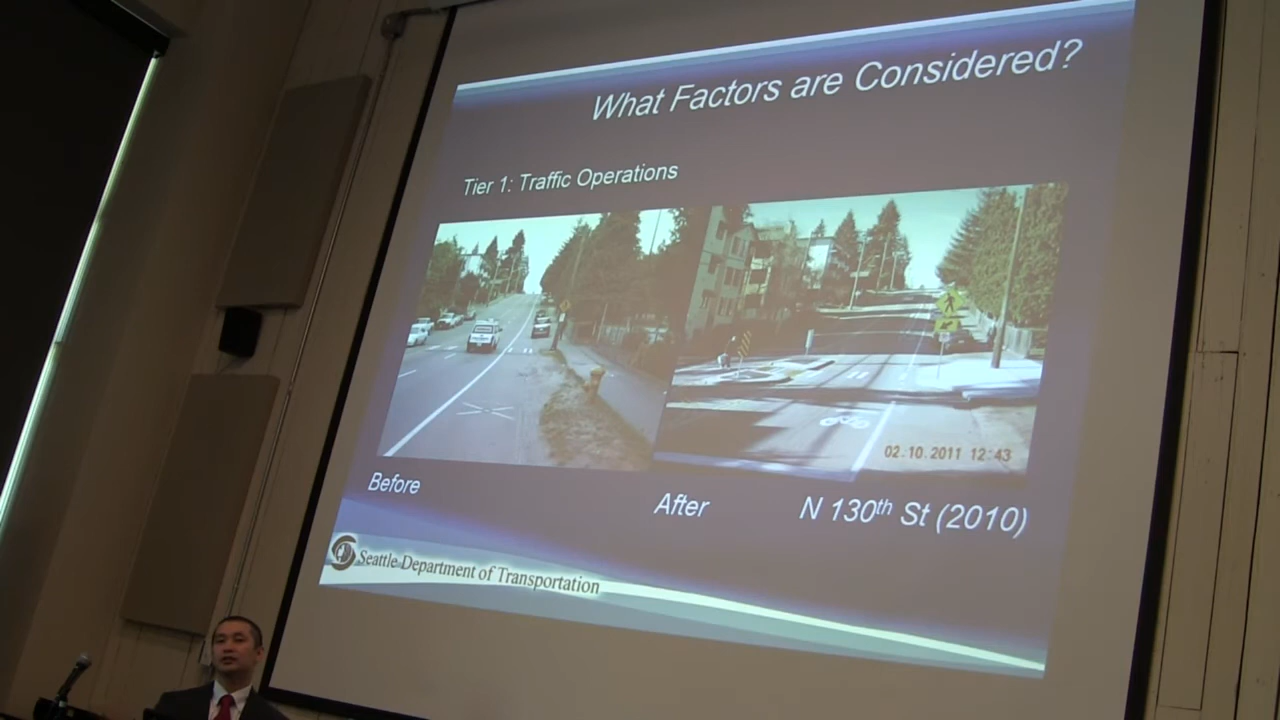 What Factors are Considered?
Tier 1: Traffic Operations
02.10.2011 12:43
Before
After
N 130th St (2010)
Seattle Department of Transportation